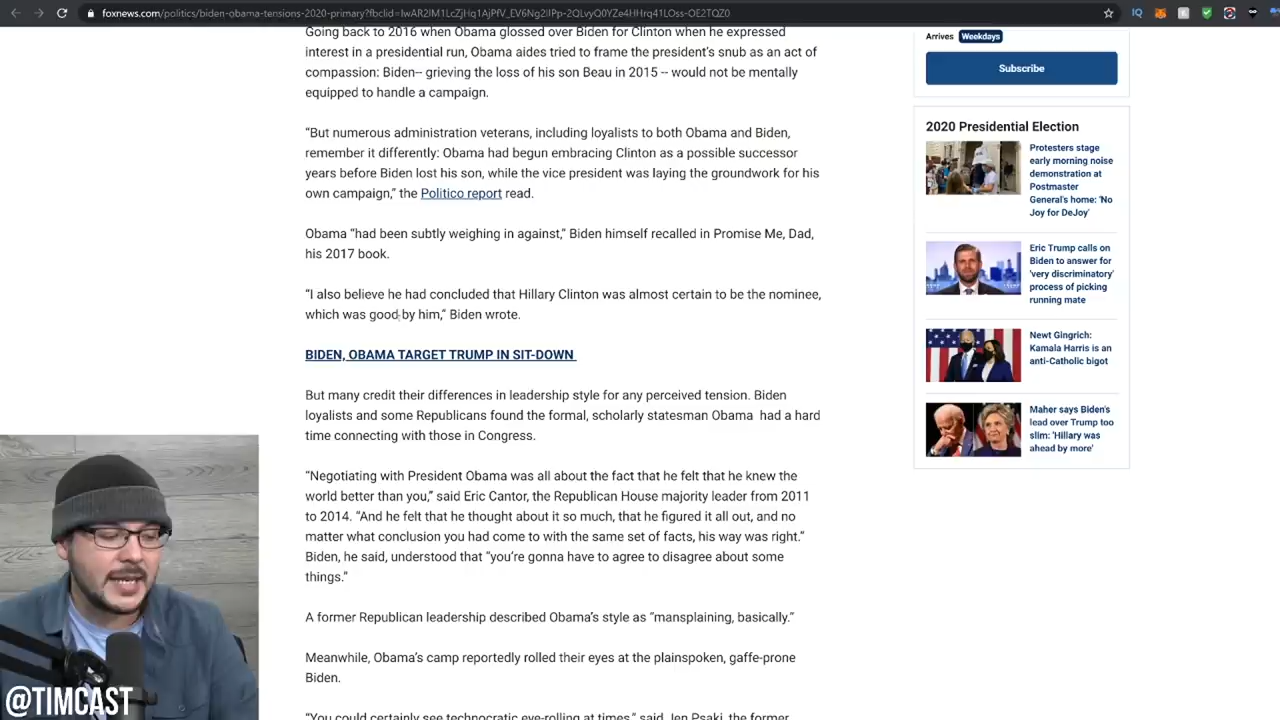 foxnews.com/politics/biden-obama-tensions-2020-primary?fbclid=IwAR2IM1LcZjHq1AjPfV_EV6Ng2IIPp-2QLvyQ0YZe4HHrq41LOss-OE2TQZ0
Going back to 2016 when Obama glossed over Biden for Clinton when he expressed
interest in a presidential run, Obama aides tried to frame the president's snub as an act of
compassion: Biden-- grieving the loss of his son Beau in 2015 -- would not be mentally
equipped to handle a campaign.
"But numerous administration veterans, including loyalists to both Obama and Biden,
remember it differently: Obama had begun embracing Clinton as a possible successor
years before Biden lost his son, while the vice president was laying the groundwork for his
own campaign," the Politico report read.
Obama "had been subtly weighing in against," Biden himself recalled in Promise Me, Dad,
his 2017 book.
"I also believe he had concluded that Hillary Clinton was almost certain to be the nominee,
which was good by him," Biden wrote.
BIDEN, OBAMA TARGET TRUMP IN SIT-DOWN
But many credit their differences in leadership style for any perceived tension. Biden
loyalists and some Republicans found the formal, scholarly statesman Obama  had a hard
time connecting with those in Congress.
"Negotiating with President Obama was all about the fact that he felt that he knew the
world better than you," said Eric Cantor, the Republican House majority leader from 2011
to 2014. "And he felt that he thought about it so much, that he figured it all out, and no
matter what conclusion you had come to with the same set of facts, his way was right."
Biden, he said, understood that "you're gonna have to agree to disagree about some
things."
A former Republican leadership described Obama's style as "mansplaining, basically."
Meanwhile, Obama's camp reportedly rolled their eyes at the plainspoken, gaffe-prone
Biden.
"You could certainly see technocratic eye-rolling at times," said Jen Psaki, the former
Arrives Weekdays
Subscribe
2020 Presidential Election
Protesters stage
early morning noise
demonstration at
Postmaster
General's home: 'No
Joy for DeJoy'
Eric Trump calls on
Biden to answer for
'very discriminatory'
process of picking
running mate
Newt Gingrich:
Kamala Harris is an
anti-Catholic bigot
Maher says Biden's
lead over Trump too
slim: 'Hillary was
ahead by more'
IQ
@TIMCAST